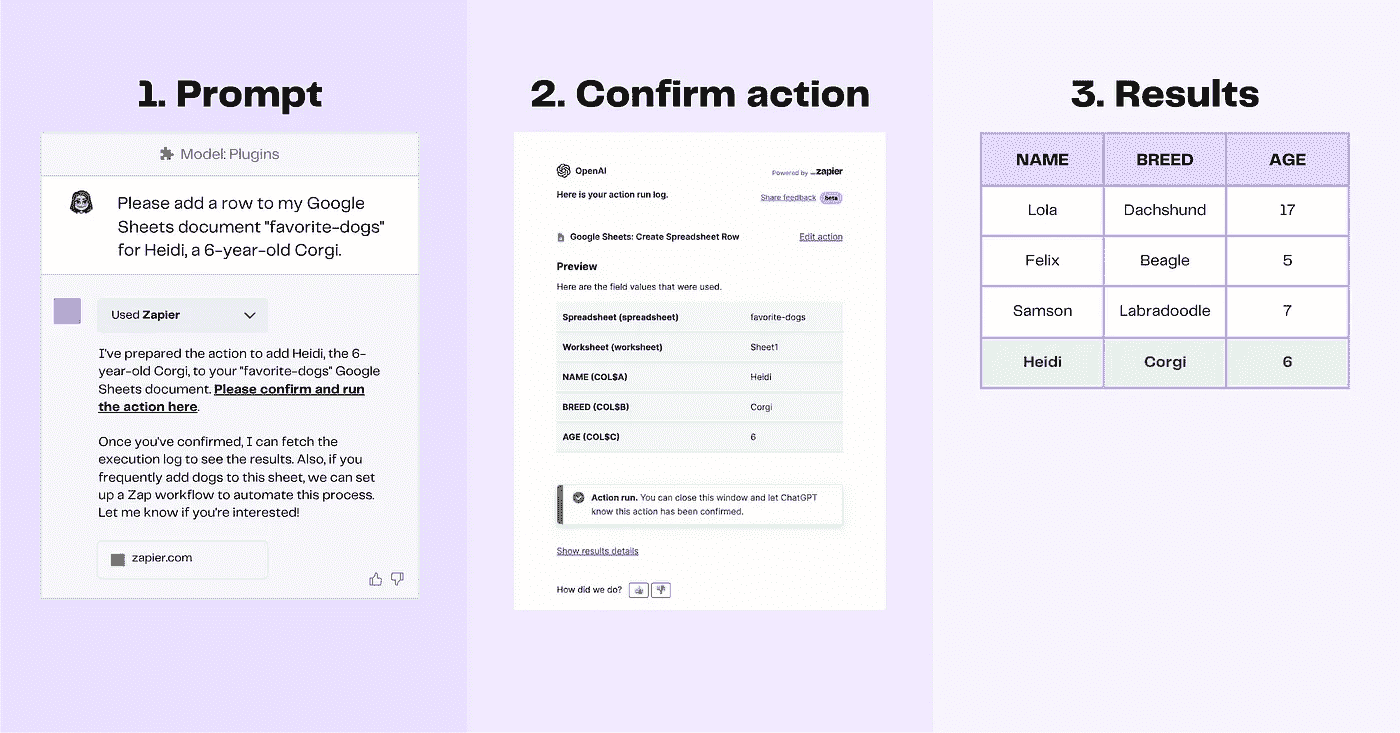 1. Prompt
Model: Plugins
Please add a row to my Google
Sheets document "favorite-dogs"
for Heidi, a 6-year-old Corgi.
Used Zapier
I've prepared the action to add Heidi, the 6-
year-old Corgi, to your "favorite-dogs" Google
Sheets document. Please confirm and run
the action here.
Once you've confirmed, I can fetch the
execution log to see the results. Also, if you
frequently add dogs to this sheet, we can set
up a Zap workflow to automate this process.
Let me know if you're interested!
zapier.com
2. Confirm action
OpenAI
Powered by zapier
Here is your action run log.
Share feedback beta
Google Sheets: Create Spreadsheet Row Edit action
Preview
Here are the field values that were used.
Spreadsheet (spreadsheet) favorite-dogs
Worksheet (worksheet) Sheet1
NAME (COL$A) Heidi
BREED (COL$B) Corgi
AGE (COL$C) 6
Action run. You can close this window and let ChatGPT
know this action has been confirmed.
Show results details
How did we do?
3. Results
NAME BREED AGE
Lola Dachshund 17
Felix Beagle 5
Samson Labradoodle 7
Heidi Corgi 6